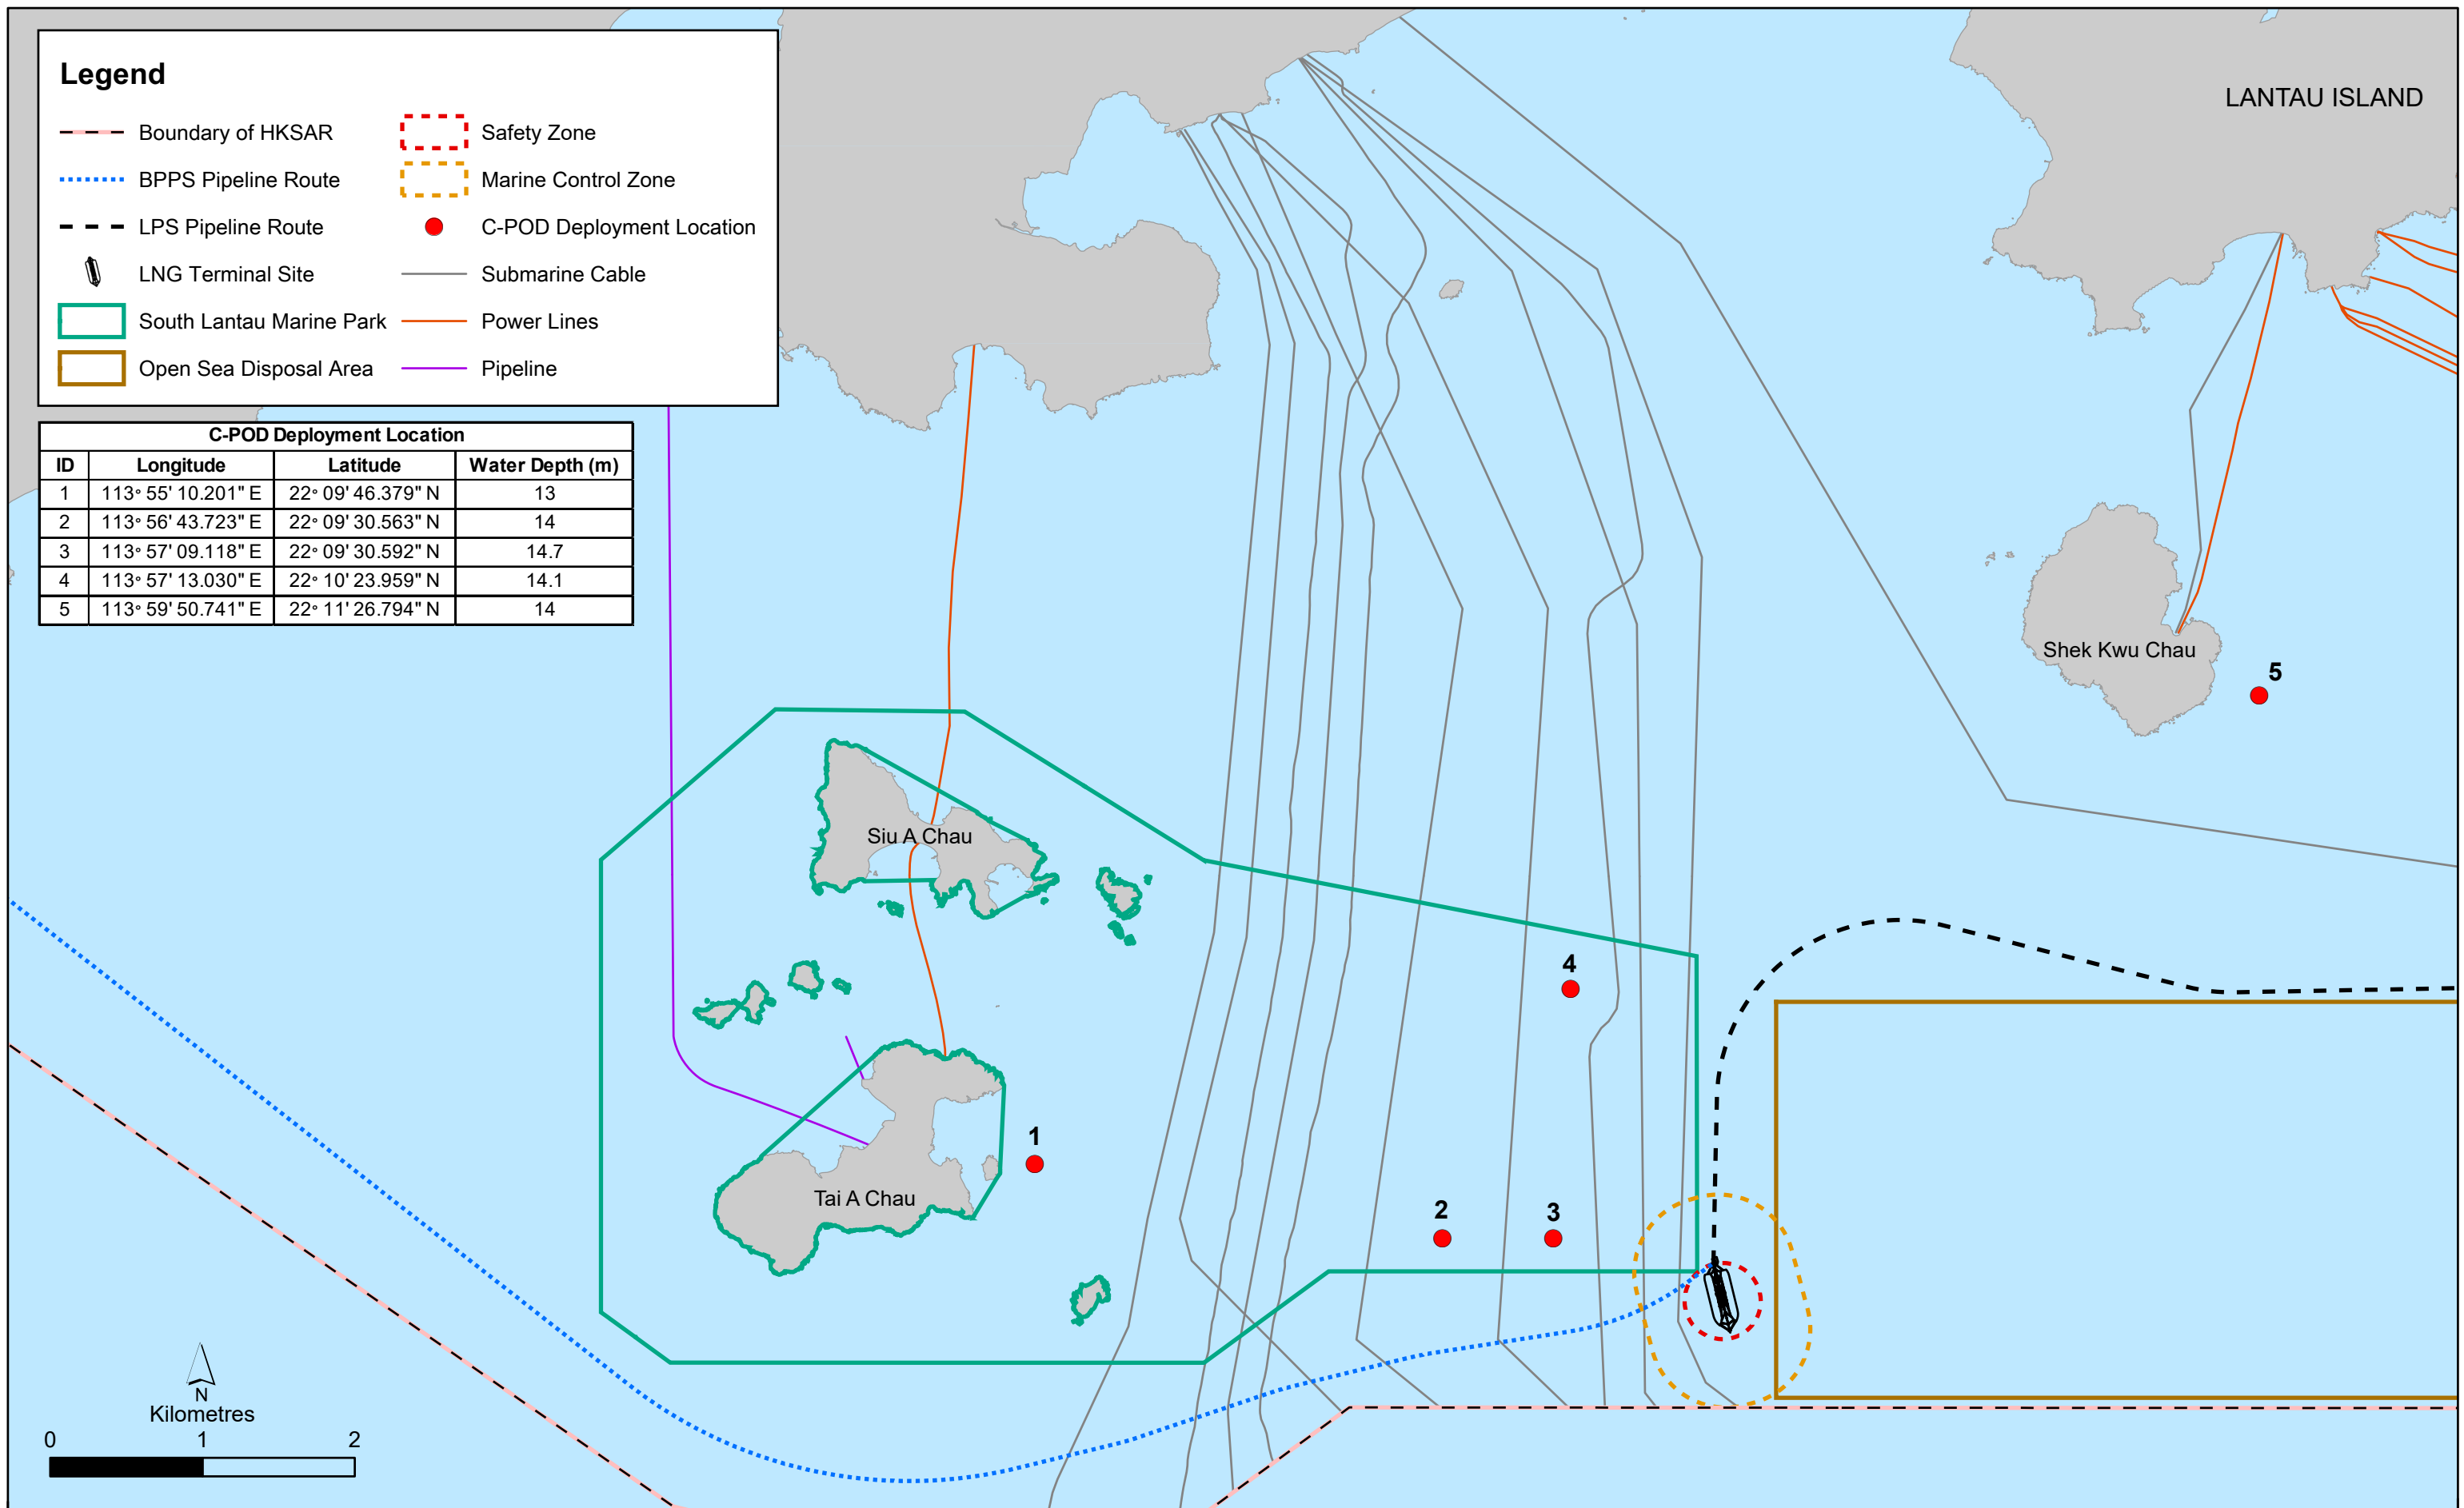 Legend
Boundary of HKSAR
BPPS Pipeline Route
LPS Pipeline Route
LNG Terminal Site
South Lantau Marine Park
Open Sea Disposal Area
Safety Zone
Marine Control Zone
C-POD Deployment Location
Submarine Cable
Power Lines
Pipeline
C-POD Deployment Location
ID Longitude Latitude Water Depth (m)
1 113° 55' 10.201" E 22° 09' 46.379" N 13
2 113° 56' 43.723" E 22° 09' 30.563" N 14
3 113° 57' 09.118" E 22° 09' 30.592" N 14.7
4 113° 57' 13.030" E 22° 10' 23.959" N 14.1
5 113° 59' 50.741" E 22° 11' 26.794" N 14
LANTAU ISLAND
Shek Kwu Chau
5
Siu A Chau
4
1
Tai A Chau
2
3
N
Kilometres
0 1 2